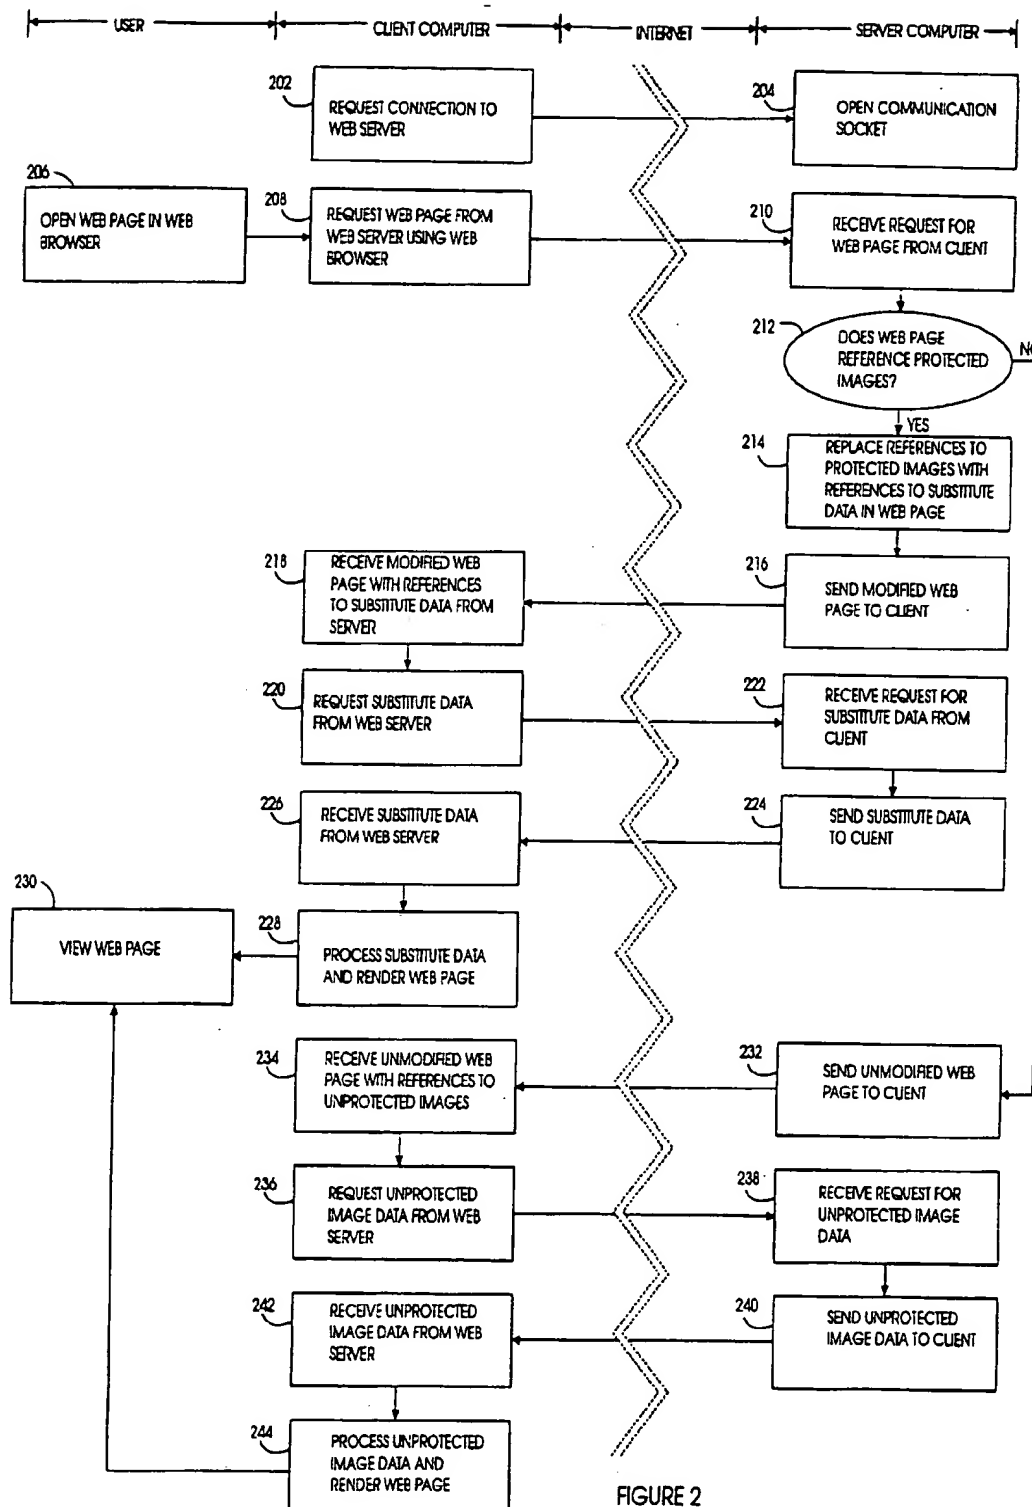 USER
CLIENT COMPUTER
INTERNET
SERVER COMPUTER
202
REQUEST CONNECTION TO
WEB SERVER
204
OPEN COMMUNICATION
SOCKET
206
OPEN WEB PAGE IN WEB
BROWSER
208
REQUEST WEB PAGE FROM
WEB SERVER USING WEB
BROWSER
210
RECEIVE REQUEST FOR
WEB PAGE FROM CLIENT
212
DOES WEB PAGE
REFERENCE PROTECTED
IMAGES?
NO
YES
214
REPLACE REFERENCES TO
PROTECTED IMAGES WITH
REFERENCES TO SUBSTITUTE
DATA IN WEB PAGE
216
SEND MODIFIED WEB
PAGE TO CLIENT
218
RECEIVE MODIFIED WEB
PAGE WITH REFERENCES
TO SUBSTITUTE DATA FROM
SERVER
220
REQUEST SUBSTITUTE DATA
FROM WEB SERVER
222
RECEIVE REQUEST FOR
SUBSTITUTE DATA FROM
CLIENT
224
SEND SUBSTITUTE DATA
TO CLIENT
226
RECEIVE SUBSTITUTE DATA
FROM WEB SERVER
228
PROCESS SUBSTITUTE DATA
AND RENDER WEB PAGE
230
VIEW WEB PAGE
232
SEND UNMODIFIED WEB
PAGE TO CLIENT
234
RECEIVE UNMODIFIED WEB
PAGE WITH REFERENCES TO
UNPROTECTED IMAGES
236
REQUEST UNPROTECTED
IMAGE DATA FROM WEB
SERVER
238
RECEIVE REQUEST FOR
UNPROTECTED IMAGE
DATA
240
SEND UNPROTECTED
IMAGE DATA TO CLIENT
242
RECEIVE UNPROTECTED
IMAGE DATA FROM WEB
SERVER
244
PROCESS UNPROTECTED
IMAGE DATA AND
RENDER WEB PAGE
FIGURE 2